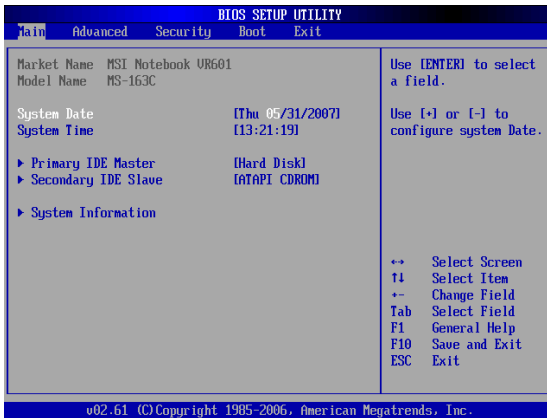 BIOS SETUP UTILITY
Main Advanced Security Boot Exit
Market Name MSI Notebook VR601
Model Name MS-163C
System Date [Thu 05/31/2007]
System Time [13:21:19]
▶ Primary IDE Master [Hard Disk]
▶ Secondary IDE Slave [ATAPI CDROM]
▶ System Information
Use [ENTER] to select
a field.
Use [+] or [-] to
configure system Date.
↔ Select Screen
↑↓ Select Item
+- Change Field
Tab Select Field
F1 General Help
F10 Save and Exit
ESC Exit
v02.61 (C)Copyright 1985-2006, American Megatrends, Inc.